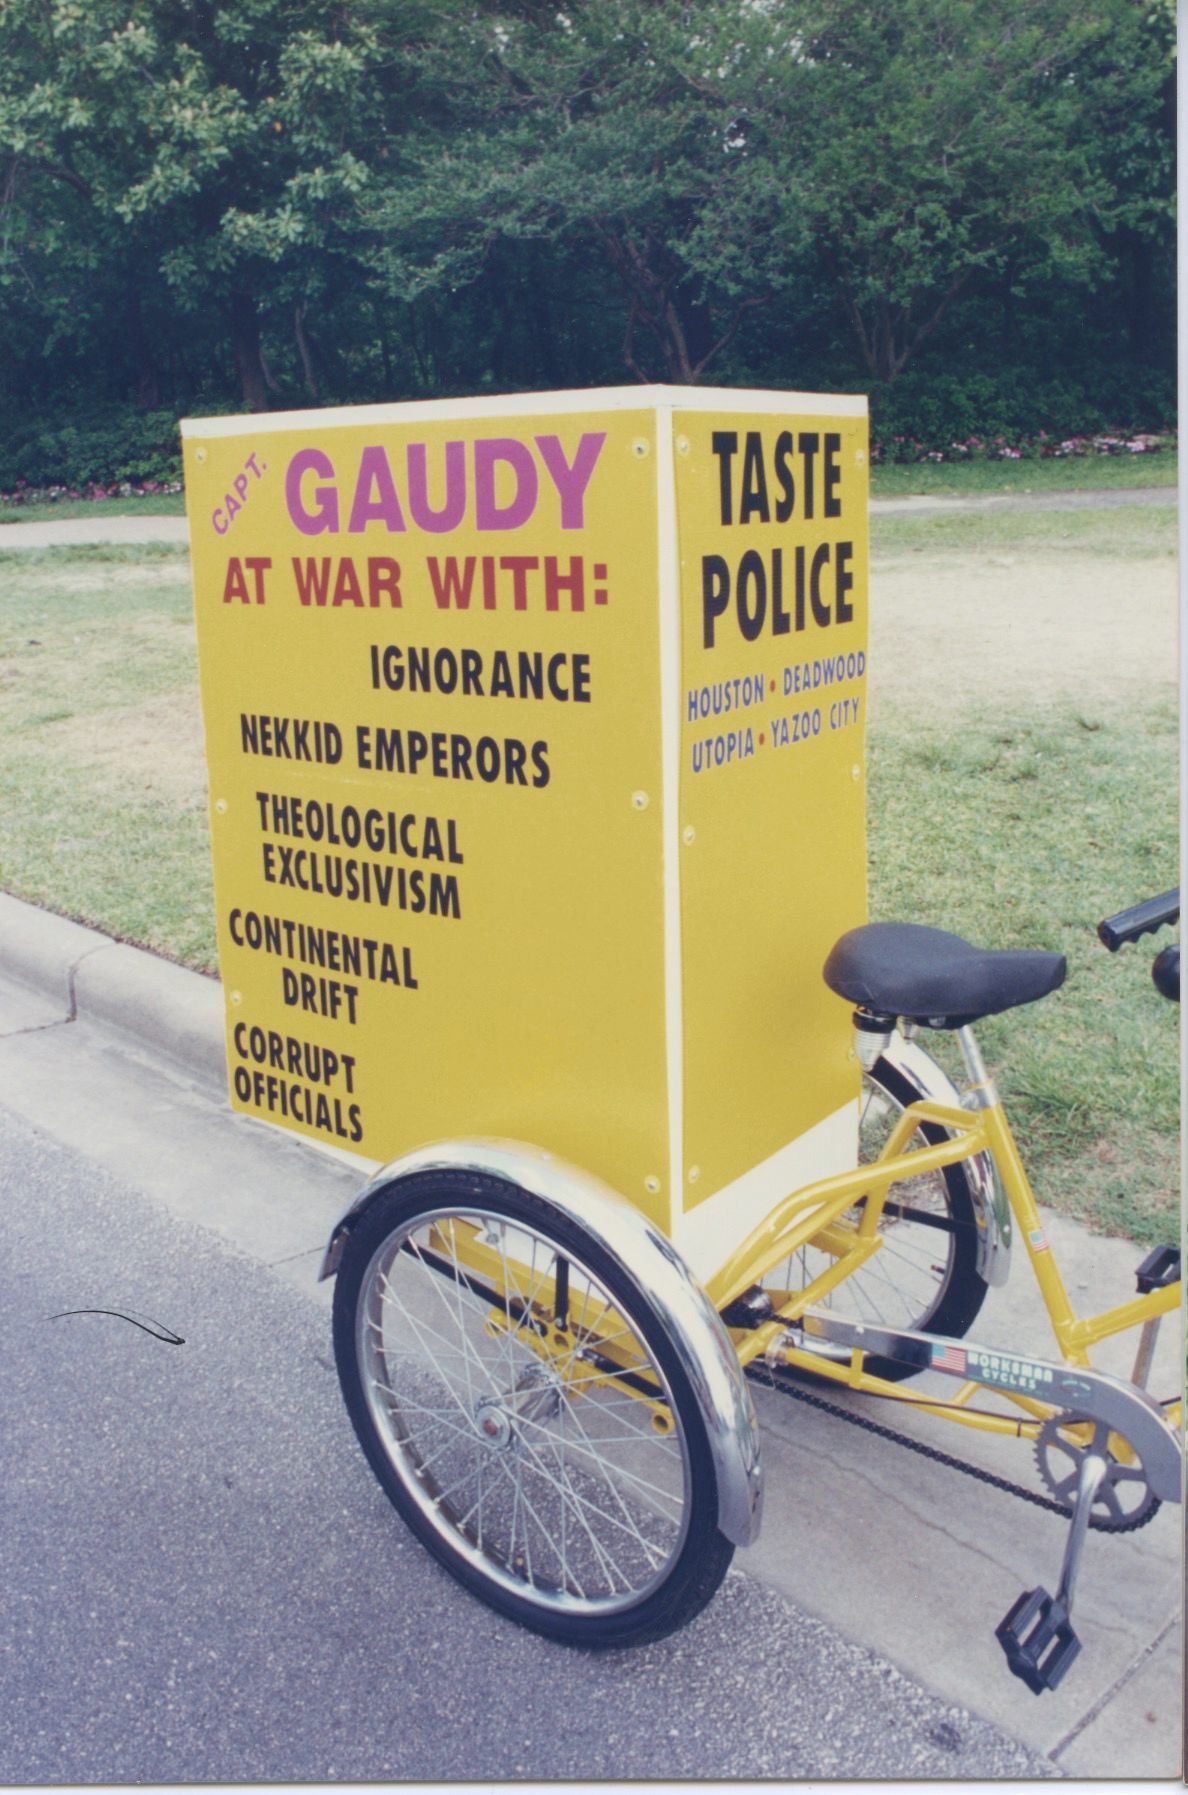 CAPT. GAUDY
AT WAR WITH:
IGNORANCE
NEKKID EMPERORS
THEOLOGICAL
EXCLUSIVISM
CONTINENTAL
DRIFT
CORRUPT
OFFICIALS
TASTE
POLICE
HOUSTON • DEADWOOD
UTOPIA • YAZOO CITY
WORKSMAN
CYCLES